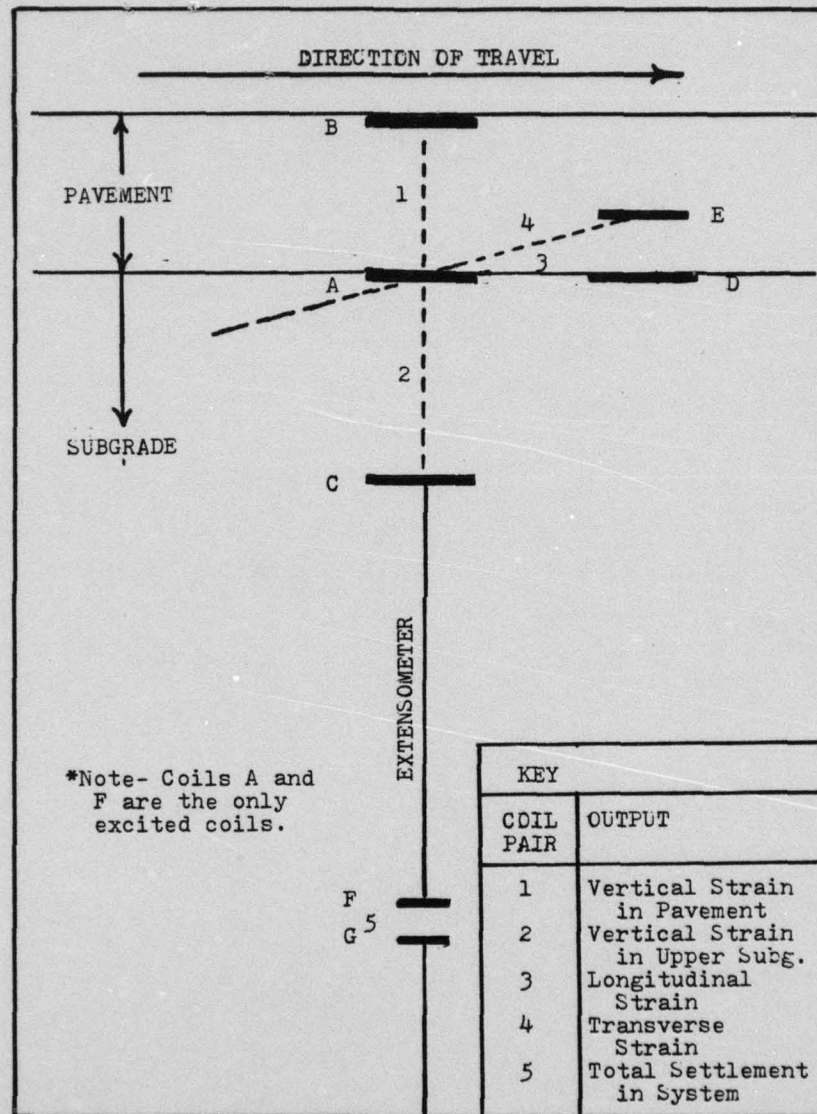 DIRECTION OF TRAVEL
B
PAVEMENT
1
4
E
3
A
D
2
SUBGRADE
C
EXTENSOMETER
*Note- Coils A and
F are the only
excited coils.
F
5
G
KEY
COIL PAIR OUTPUT
1 Vertical Strain
in Pavement
2 Vertical Strain
in Upper Subg.
3 Longitudinal
Strain
4 Transverse
Strain
5 Total Settlement
in System